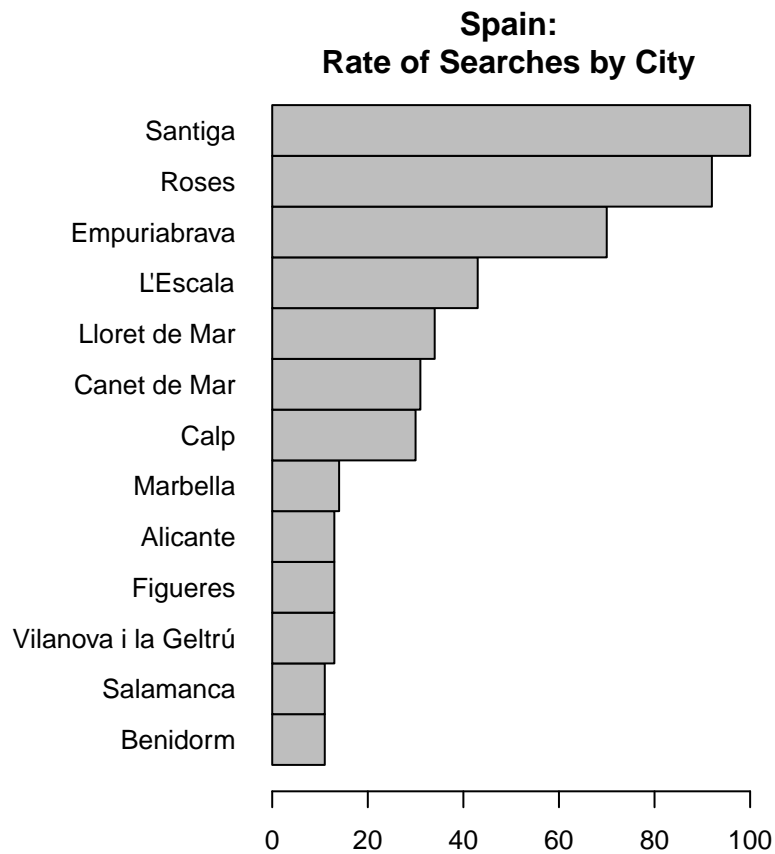 Spain:
Rate of Searches by City
Santiga
Roses
Empuriabrava
L'Escala
Lloret de Mar
Canet de Mar
Calp
Marbella
Alicante
Figueres
Vilanova i la Geltrú
Salamanca
Benidorm
0 20 40 60 80 100